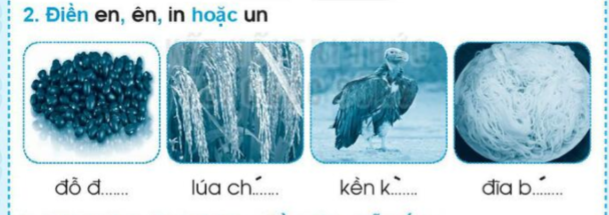 2. Điền en, ên, in hoặc un
đỗ đ.......
lúa ch.́......
kền k.̀......
đĩa b.́......